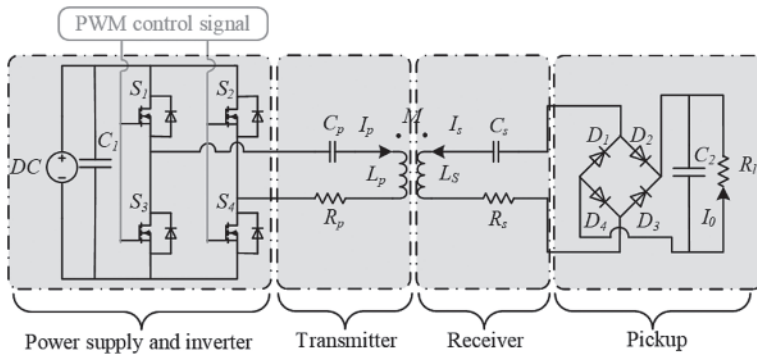 PWM control signal
S1
S2
DC
C1
S3
S4
Cp
Ip
M
Is
Cs
Lp
LS
Rp
Rs
D1
D2
D4
D3
C2
Rl
I0
Power supply and inverter
Transmitter
Receiver
Pickup